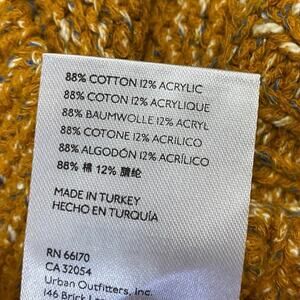 88% COTTON 12% ACRYLIC
88% COTON 12% ACRYLIQUE
88% BAUMWOLLE 12% ACRYL
88% COTONE 12% ACRILICO
88% ALGODÓN 12% ACRÍLICO
88% 棉 12% 腈纶
MADE IN TURKEY
HECHO EN TURQUÍA
RN 66170
CA 32054
Urban Outfitters, Inc.
146 Brick